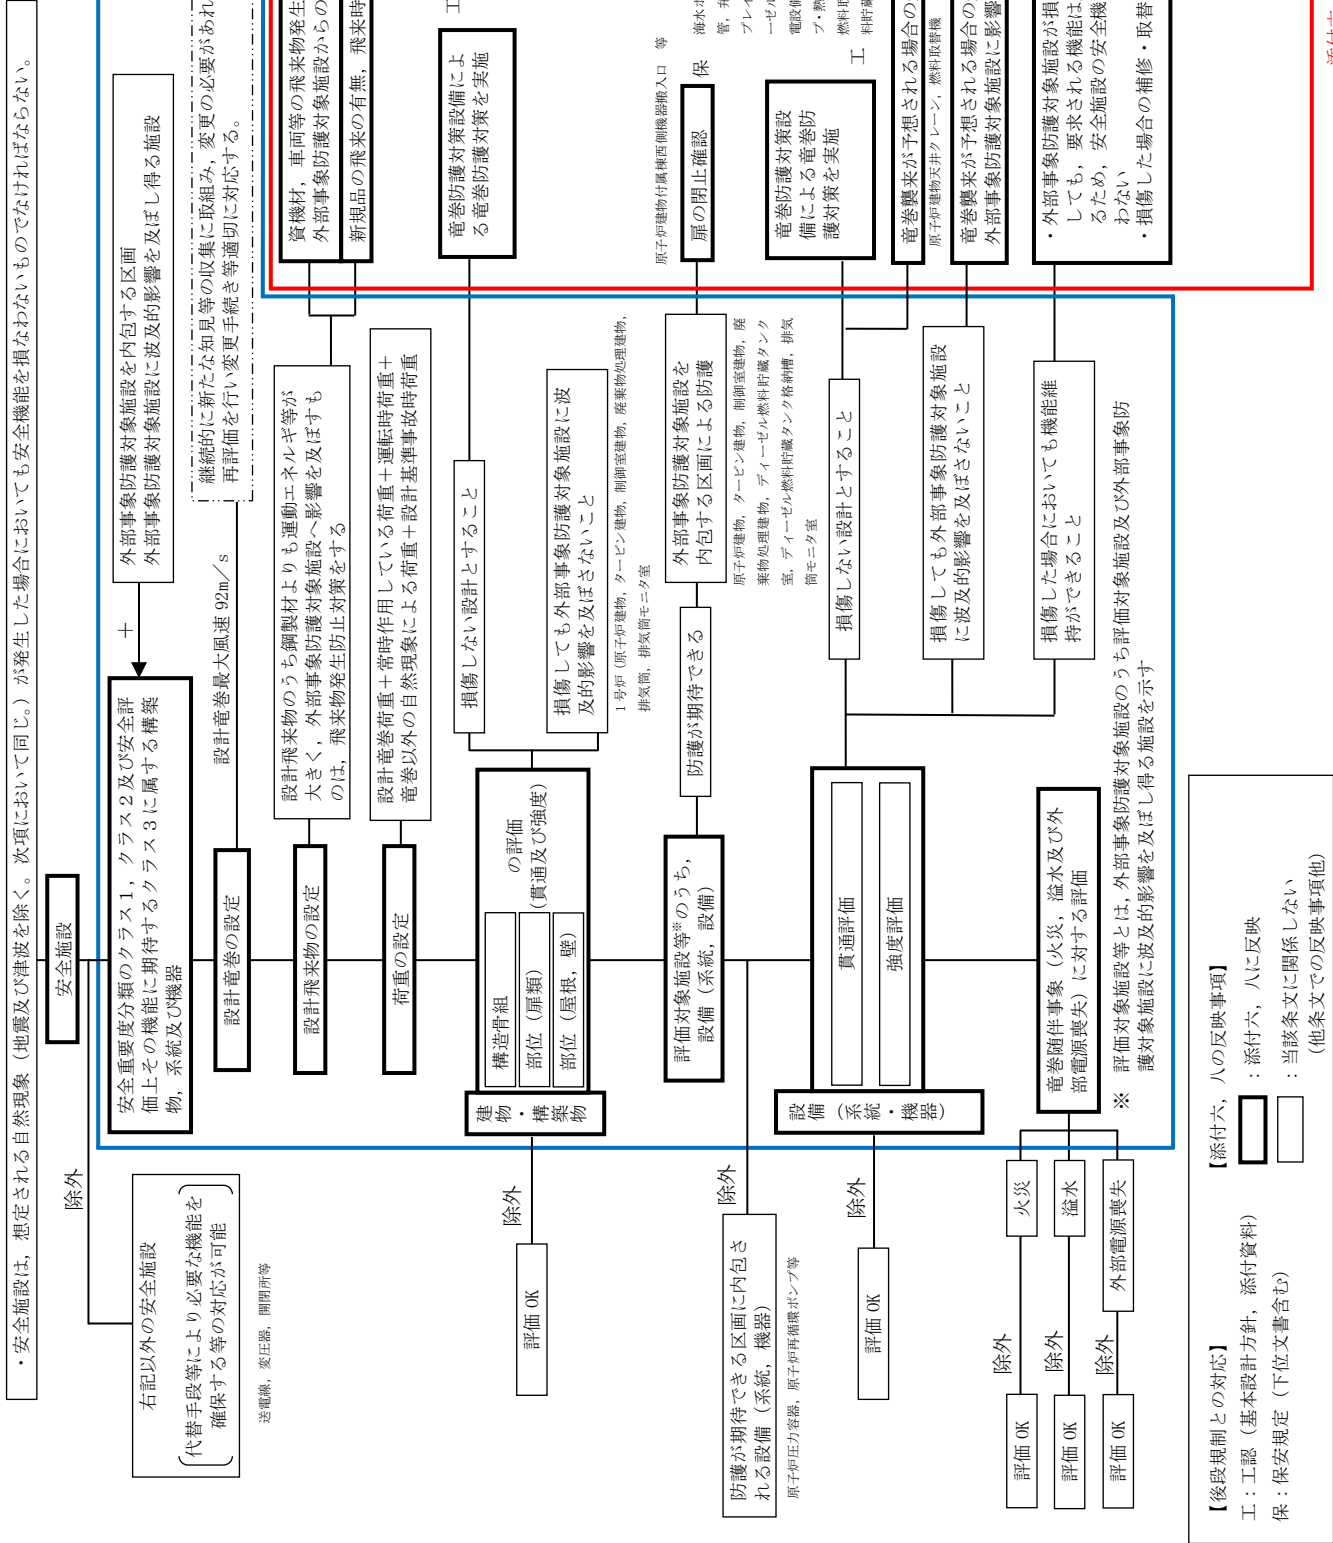 ・安全施設は，想定される自然現象（地震及び津波を除く。次項において同じ。）が発生した場合においても安全機能を損なわないものでなければならない。
安全施設
除外
右記以外の安全施設
代替手段等により必要な機能を
確保する等の対応が可能
送電線，変圧器，開閉所等
安全重要度分類のクラス１，クラス２及び安全評
価上その機能に期待するクラス３に属する構築
物，系統及び機器
＋
外部事象防護対象施設を内包する区画
外部事象防護対象施設に波及的影響を及ぼし得る施設
設計竜巻の設定
設計竜巻最大風速 92m／s
継続的に新たな知見等の収集に取組み，変更の必要があれ
再評価を行い変更手続き等適切に対応する。
設計飛来物の設定
設計飛来物のうち鋼製材よりも運動エネルギ等が
大きく，外部事象防護対象施設へ影響を及ぼすも
のは，飛来物発生防止対策をする
資機材，車両等の飛来物発生
外部事象防護対象施設からの
新規品の飛来の有無，飛来時
荷重の設定
設計竜巻荷重＋常時作用している荷重＋運転時荷重＋
竜巻以外の自然現象による荷重＋設計基準事故時荷重
建物・構築物
構造骨組
部位（扉類）
部位（屋根，壁）
の評価
（貫通及び強度）
除外
評価 OK
損傷しない設計とすること
竜巻防護対策設備によ
る竜巻防護対策を実施
工
損傷しても外部事象防護対象施設に波
及的影響を及ぼさないこと
１号炉（原子炉建物，タービン建物，制御室建物，廃棄物処理建物，
排気筒，排気筒モニタ室
評価対象施設等※のうち，
設備（系統，設備）
防護が期待できる
外部事象防護対象施設を
内包する区画による防護
原子炉建物，タービン建物，制御室建物，廃
棄物処理建物，ディーゼル燃料貯蔵タンク
室，ディーゼル燃料貯蔵タンク格納槽，排気
筒モニタ室
原子炉建物付属棟西側機器搬入口　等
扉の閉止確認
保
除外
防護が期待できる区画に内包さ
れる設備（系統，機器）
原子炉圧力容器，原子炉再循環ポンプ等
設備（系統・機器）
貫通評価
強度評価
除外
評価 OK
損傷しない設計とすること
竜巻防護対策設
備による竜巻防
護対策を実施
工
竜巻襲来が予想される場合の
原子炉建物天井クレーン，燃料取替機
損傷しても外部事象防護対象施設
に波及的影響を及ぼさないこと
竜巻襲来が予想される場合の
外部事象防護対象施設に影響
損傷した場合においても機能維
持ができること
・外部事象防護対象施設が損
しても，要求される機能は
るため，安全施設の安全機
わない
・損傷した場合の補修・取替
竜巻随伴事象（火災，溢水及び外
部電源喪失）に対する評価
火災
溢水
外部電源喪失
除外
除外
除外
評価 OK
評価 OK
評価 OK
※　評価対象施設等とは，外部事象防護対象施設のうち評価対象施設及び外部事象防
護対象施設に波及的影響を及ぼし得る施設を示す
【後段規制との対応】
工：工認（基本設計方針，添付資料）
保：保安規定（下位文書含む）
【添付六，八の反映事項】
：添付六，八に反映
：当該条文に関係しない
（他条文での反映事項他）